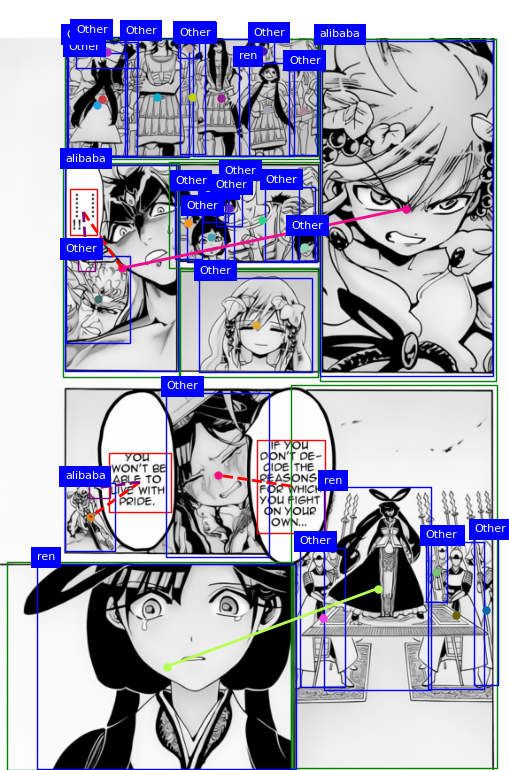 Other
Other
Other
Other
alibaba
Other
ren
Other
alibaba
Other
Other
Other
Other
Other
Other
Other
Other
.......!!!
Other
IF YOU
DON'T DE-
CIDE THE
REASONS
FOR WHICH
YOU FIGHT
ON YOUR
OWN...
YOU
WON'T BE
ABLE TO
LIVE WITH
PRIDE.
alibaba
ren
Other
Other
Other
ren